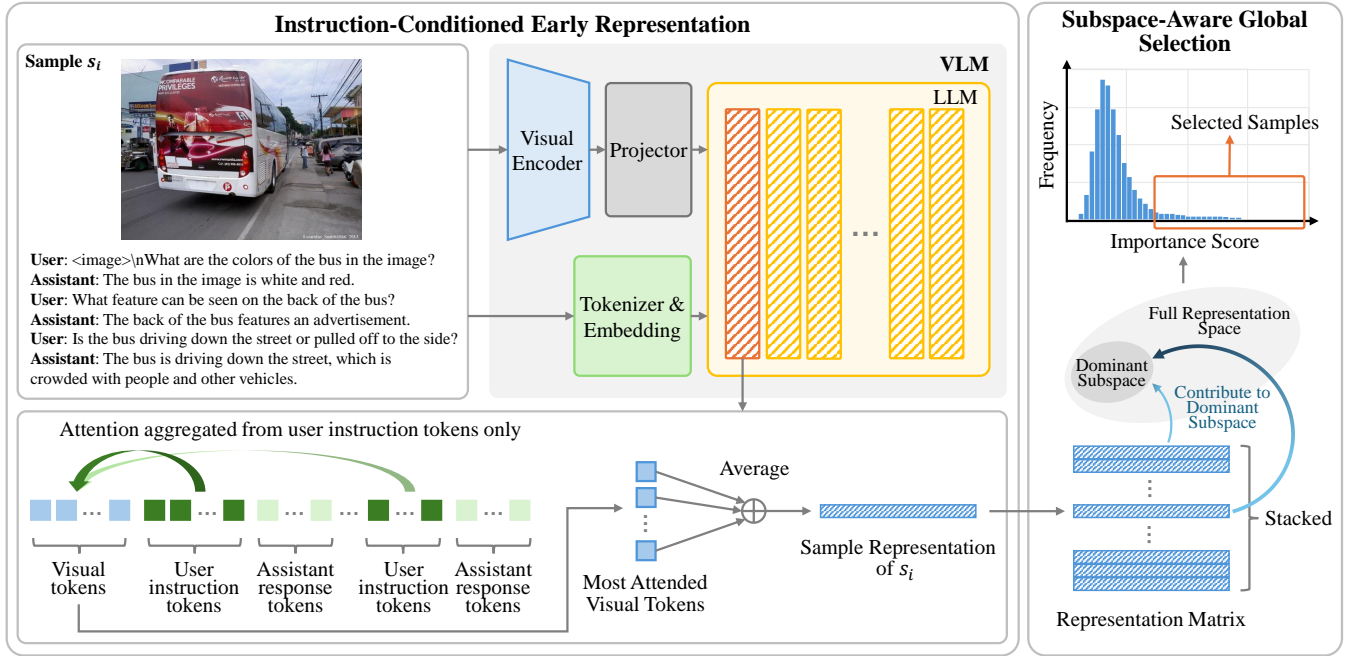 Instruction-Conditioned Early Representation
Sample s_i
INCOMPARABLE
PRIVILEGES
User: <image>\nWhat are the colors of the bus in the image?
Assistant: The bus in the image is white and red.
User: What feature can be seen on the back of the bus?
Assistant: The back of the bus features an advertisement.
User: Is the bus driving down the street or pulled off to the side?
Assistant: The bus is driving down the street, which is
crowded with people and other vehicles.
VLM
Visual
Encoder
Projector
LLM
...
Tokenizer &
Embedding
Attention aggregated from user instruction tokens only
Visual
tokens
User
instruction
tokens
Assistant
response
tokens
User
instruction
tokens
Assistant
response
tokens
Most Attended
Visual Tokens
Average
Sample Representation
of s_i
Subspace-Aware Global
Selection
Frequency
Selected Samples
Importance Score
Full Representation
Space
Dominant
Subspace
Contribute to
Dominant
Subspace
Stacked
Representation Matrix